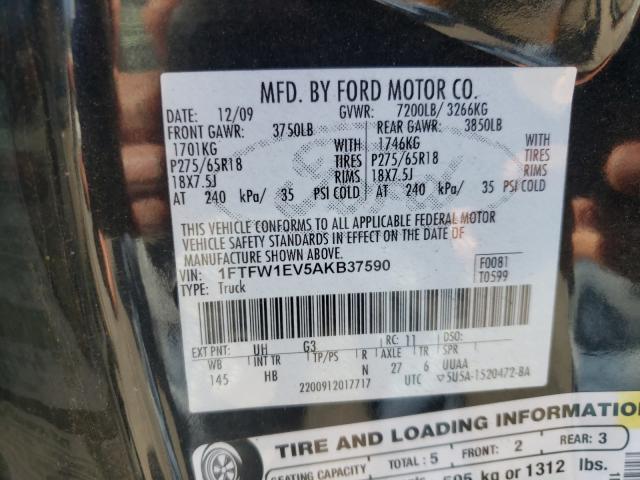 MFD. BY FORD MOTOR CO.
DATE: 12/09 GVWR: 7200LB/ 3266KG
FRONT GAWR: 3750LB REAR GAWR: 3850LB
1701KG WITH 1746KG WITH
P275/65R18 TIRES P275/65R18 TIRES
18X7.5J RIMS 18X7.5J RIMS
AT 240 kPa/ 35 PSI COLD AT 240 kPa/ 35 PSI COLD
Ford
THIS VEHICLE CONFORMS TO ALL APPLICABLE FEDERAL MOTOR
VEHICLE SAFETY STANDARDS IN EFFECT ON THE DATE OF
MANUFACTURE SHOWN ABOVE.
VIN: 1FTFW1EV5AKB37590 F0081
TYPE: Truck T0599
EXT PNT: UH G3 RC: 11 DSO:
WB INT TR TP/PS R AXLE TR SPR
145 HB N 27 6 UUAA
2200912017717 UTC ▽5U5A-1520472-BA
TIRE AND LOADING INFORMATION
SEATING CAPACITY TOTAL: 5 FRONT: 2 REAR: 3
kg or 1312 lbs.